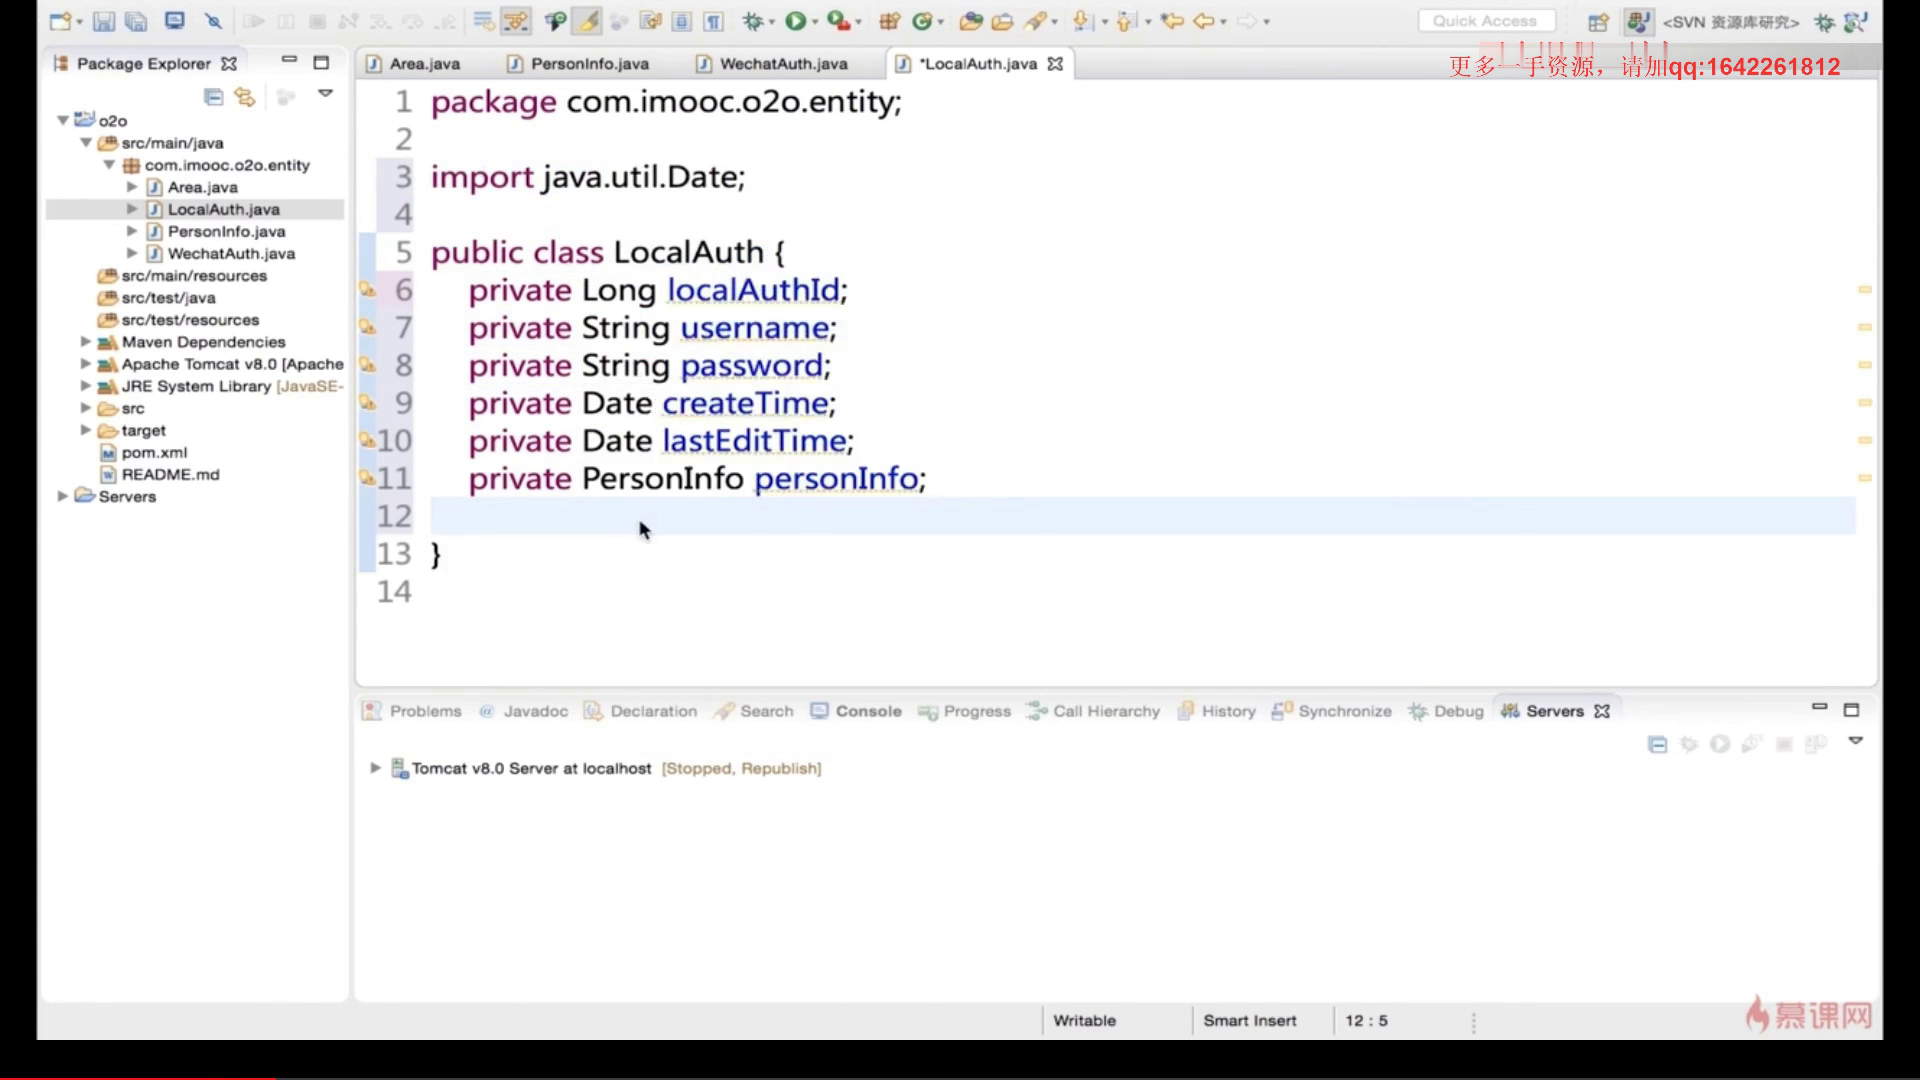 Quick Access
<SVN 资源库研究>
更多一手资源，请加qq:1642261812
Package Explorer
Area.java
PersonInfo.java
WechatAuth.java
*LocalAuth.java
o2o
src/main/java
com.imooc.o2o.entity
Area.java
LocalAuth.java
PersonInfo.java
WechatAuth.java
src/main/resources
src/test/java
src/test/resources
Maven Dependencies
Apache Tomcat v8.0 [Apache
JRE System Library [JavaSE-
src
target
pom.xml
README.md
Servers
1 package com.imooc.o2o.entity;
2
3 import java.util.Date;
4
5 public class LocalAuth {
6 private Long localAuthId;
7 private String username;
8 private String password;
9 private Date createTime;
10 private Date lastEditTime;
11 private PersonInfo personInfo;
12
13 }
14
Problems @ Javadoc Declaration Search Console Progress Call Hierarchy History Synchronize Debug Servers
Tomcat v8.0 Server at localhost [Stopped, Republish]
Writable Smart Insert 12 : 5
慕课网